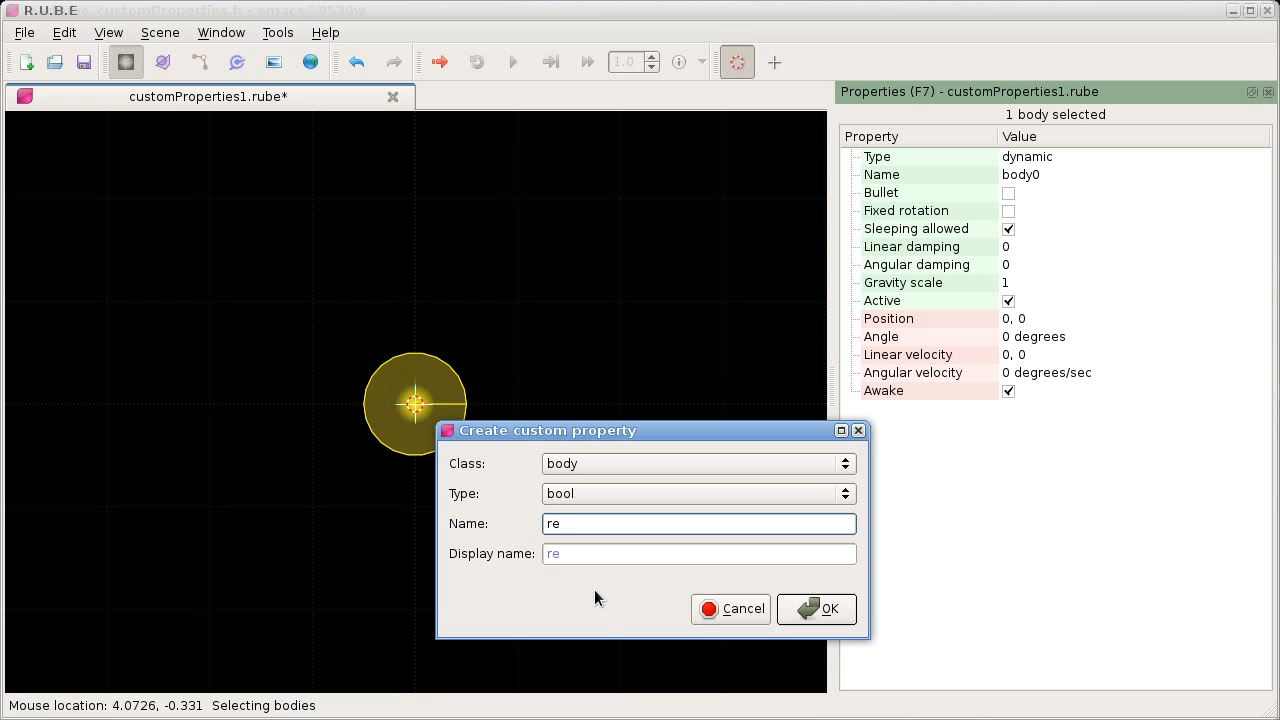 R.U.B.E customProperties.h - emacs@8530w
File Edit View Scene Window Tools Help
1.0
customProperties1.rube*
Properties (F7) - customProperties1.rube
1 body selected
Property Value
Type dynamic
Name body0
Bullet
Fixed rotation
Sleeping allowed
Linear damping 0
Angular damping 0
Gravity scale 1
Active
Position 0, 0
Angle 0 degrees
Linear velocity 0, 0
Angular velocity 0 degrees/sec
Awake
Create custom property
Class: body
Type: bool
Name: re
Display name: re
Cancel OK
Mouse location: 4.0726, -0.331 Selecting bodies